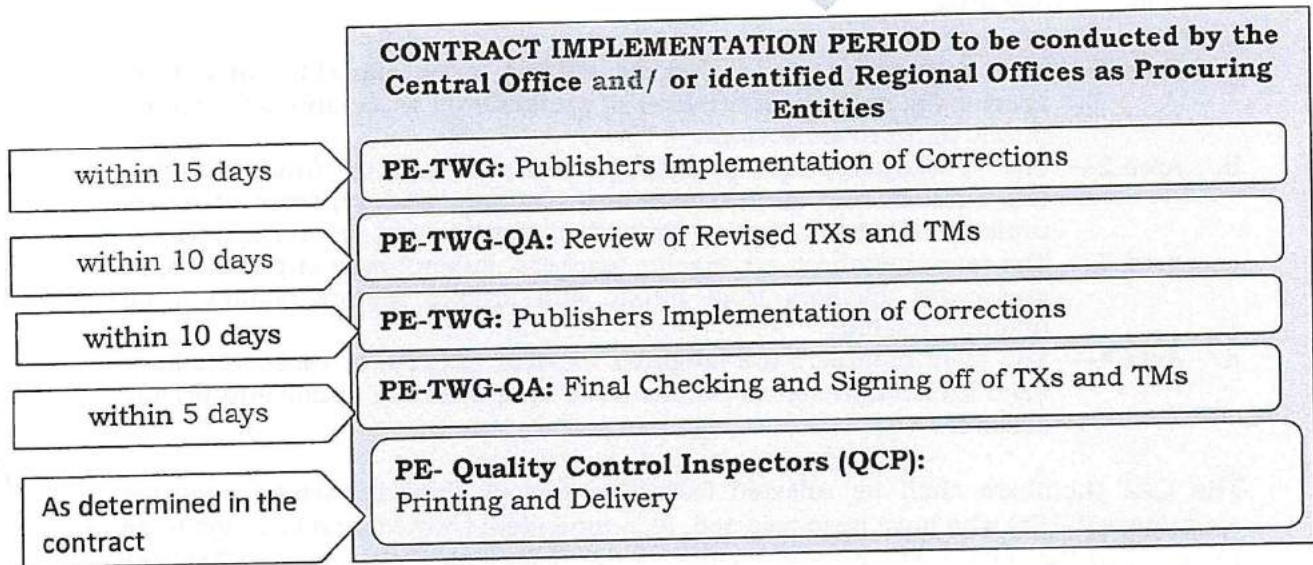 CONTRACT IMPLEMENTATION PERIOD to be conducted by the
Central Office and/ or identified Regional Offices as Procuring
Entities
within 15 days
PE-TWG: Publishers Implementation of Corrections
within 10 days
PE-TWG-QA: Review of Revised TXs and TMs
within 10 days
PE-TWG: Publishers Implementation of Corrections
within 5 days
PE-TWG-QA: Final Checking and Signing off of TXs and TMs
As determined in the
contract
PE- Quality Control Inspectors (QCP):
Printing and Delivery